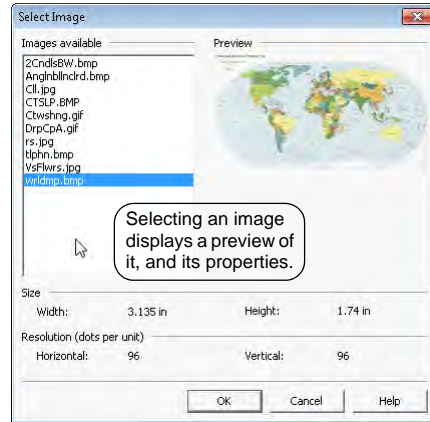 Select Image
Images available
Preview
2CndlsBW.bmp
Anglnbllnclrd.bmp
Cll.jpg
CTSLP.BMP
Ctwshng.gif
DrpCpA.gif
rs.jpg
tlphn.bmp
VsFlwrs.jpg
wrldmp.bmp
Selecting an image
displays a preview of
it, and its properties.
Size
Width: 3.135 in Height: 1.74 in
Resolution (dots per unit)
Horizontal: 96 Vertical: 96
OK Cancel Help